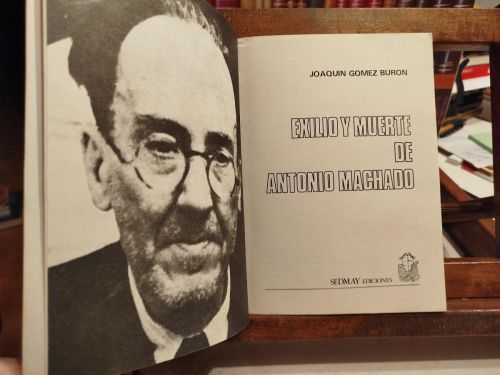 JOAQUIN GOMEZ BURON
EXILIO Y MUERTE
DE
ANTONIO MACHADO
SEDMAY EDICIONES